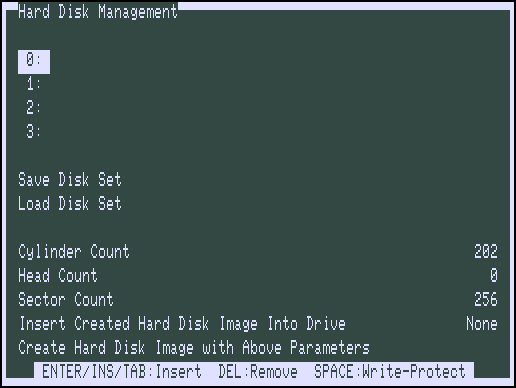 Hard Disk Management
0:
1:
2:
3:
Save Disk Set
Load Disk Set
Cylinder Count 202
Head Count 0
Sector Count 256
Insert Created Hard Disk Image Into Drive None
Create Hard Disk Image with Above Parameters
ENTER/INS/TAB:Insert DEL:Remove SPACE:Write-Protect